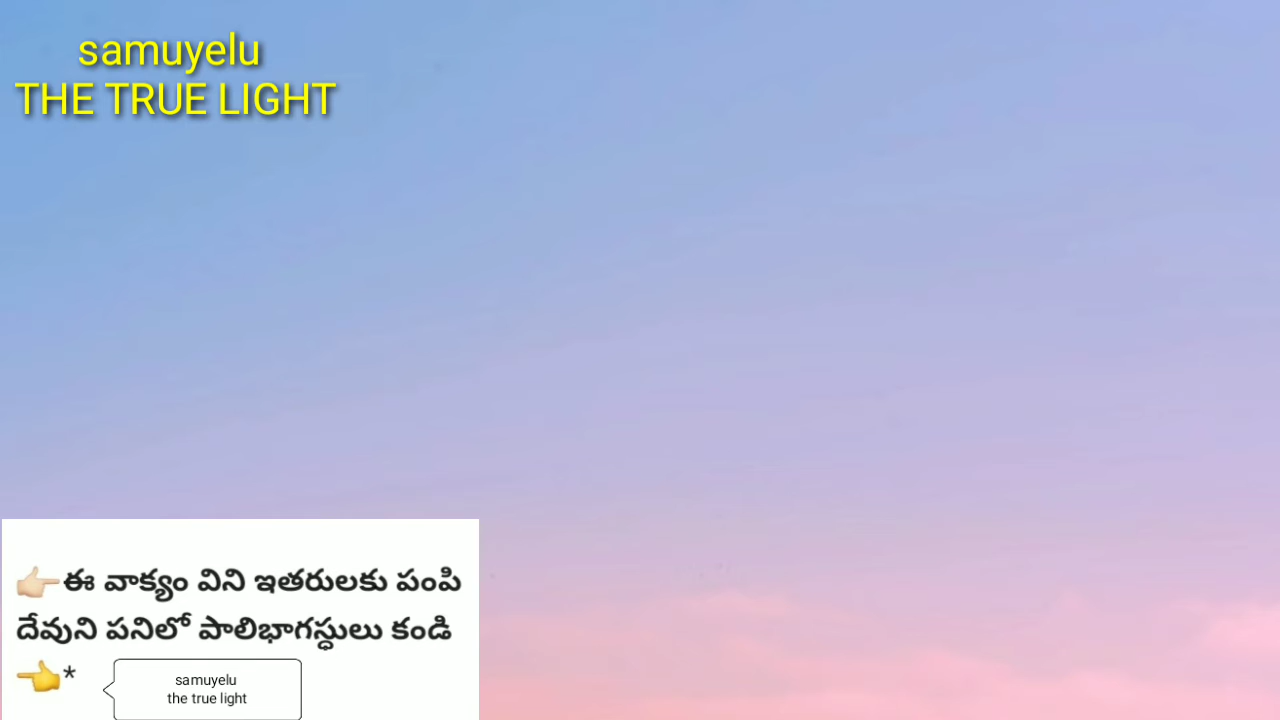 samuyelu
THE TRUE LIGHT
👉🏻ఈ వాక్యం విని ఇతరులకు పంపి
దేవుని పనిలో పాలిభాగస్ధులు కండి
👈*
samuyelu
the true light